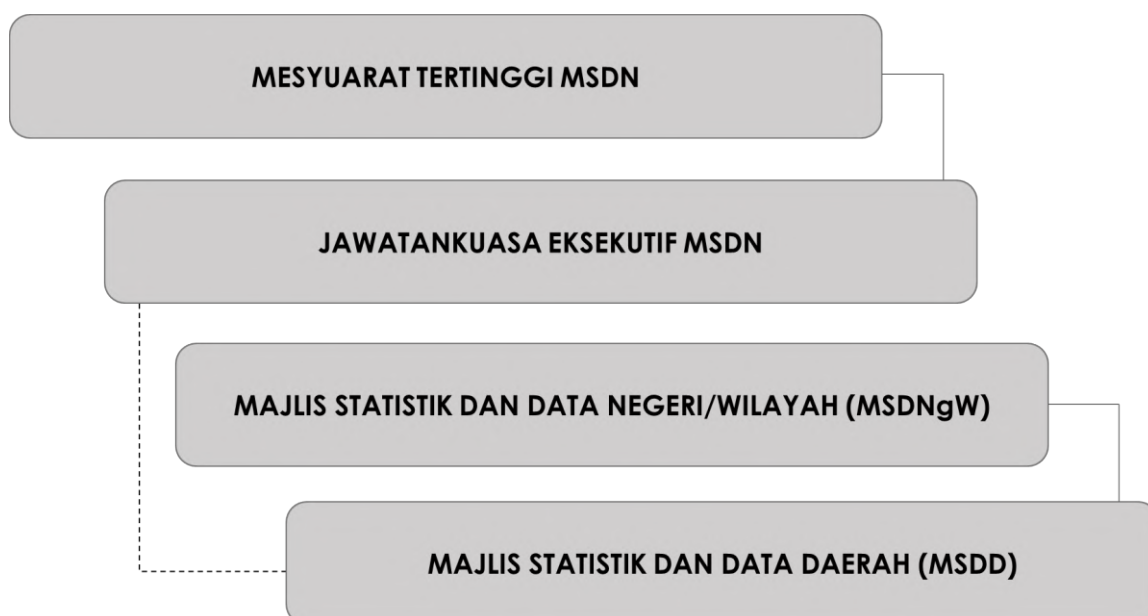 MESYUARAT TERTINGGI MSDN
JAWATANKUASA EKSEKUTIF MSDN
MAJLIS STATISTIK DAN DATA NEGERI/WILAYAH (MSDNgW)
MAJLIS STATISTIK DAN DATA DAERAH (MSDD)